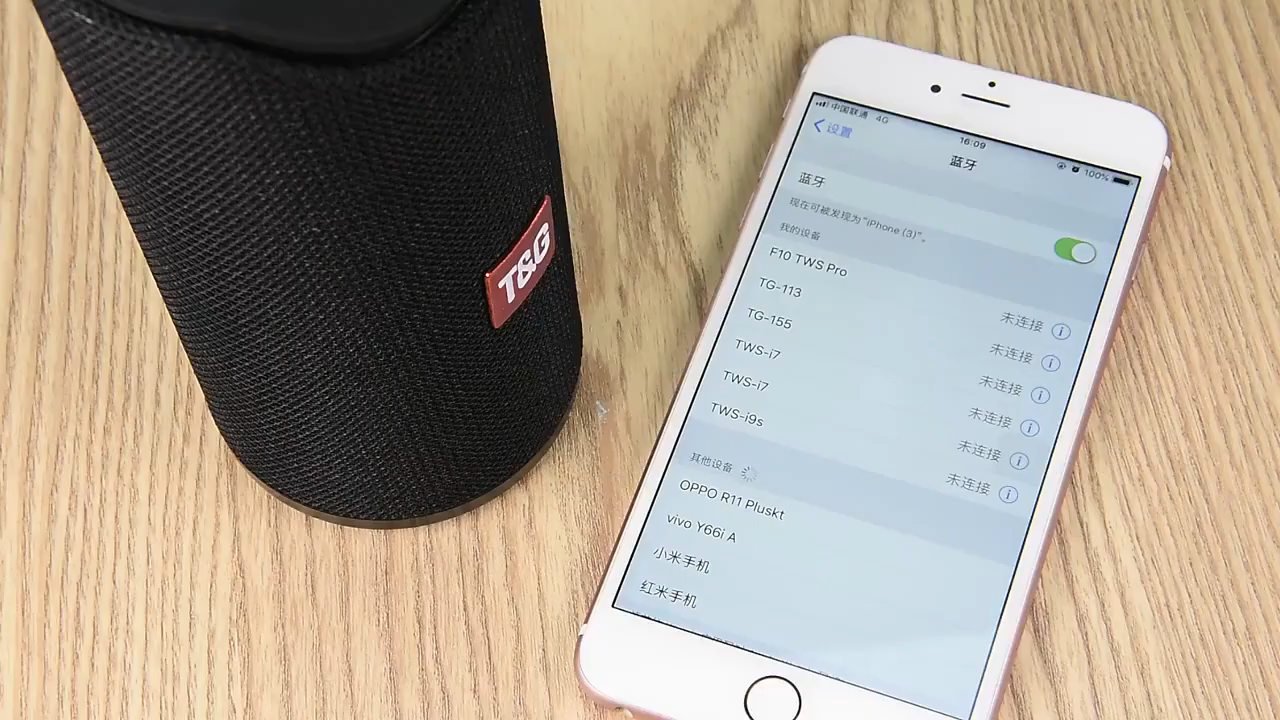 T&G
中国联通 4G 16:09 100%
设置 蓝牙
蓝牙
现在可被发现为“iPhone (3)”。
我的设备
F10 TWS Pro 未连接
TG-113 未连接
TG-155 未连接
TWS-i7 未连接
TWS-i7 未连接
TWS-i9s 未连接
其他设备
OPPO R11 Pluskt
vivo Y66i A
小米手机
红米手机